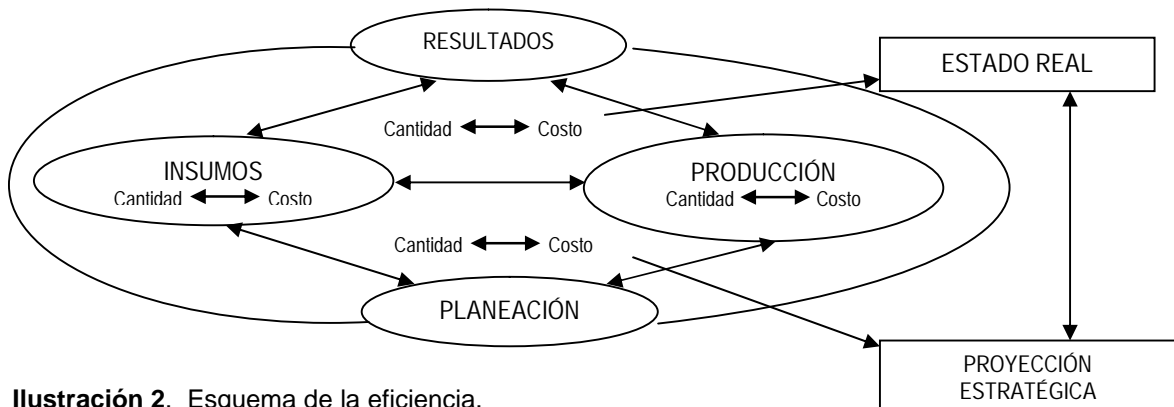 RESULTADOS
ESTADO REAL
Cantidad Costo
INSUMOS
Cantidad Costo
PRODUCCIÓN
Cantidad Costo
Cantidad Costo
PLANEACIÓN
PROYECCIÓN
ESTRATÉGICA
Ilustración 2. Esquema de la eficiencia.